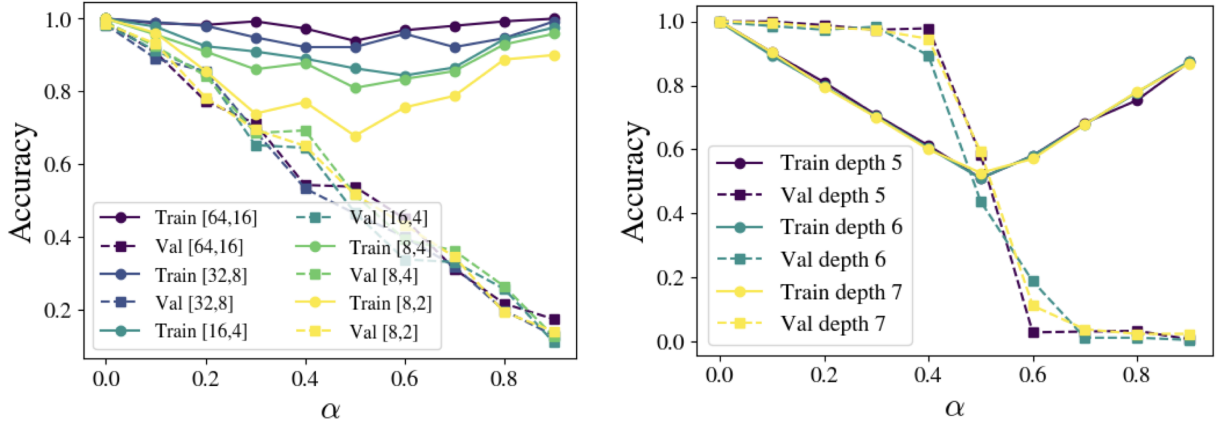 1.0
0.8
0.6
0.4
0.2
Accuracy
Train [64,16]
Val [64,16]
Train [32,8]
Val [32,8]
Train [16,4]
Val [16,4]
Train [8,4]
Val [8,4]
Train [8,2]
Val [8,2]
0.0 0.2 0.4 0.6 0.8
α
1.0
0.8
0.6
0.4
0.2
0.0
Accuracy
Train depth 5
Val depth 5
Train depth 6
Val depth 6
Train depth 7
Val depth 7
0.0 0.2 0.4 0.6 0.8
α